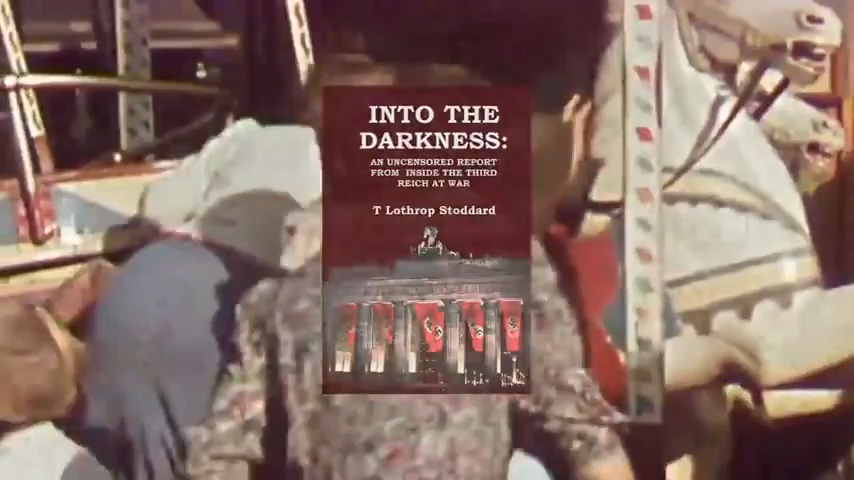 INTO THE
DARKNESS:
AN UNCENSORED REPORT
FROM INSIDE THE THIRD
REICH AT WAR
T Lothrop Stoddard